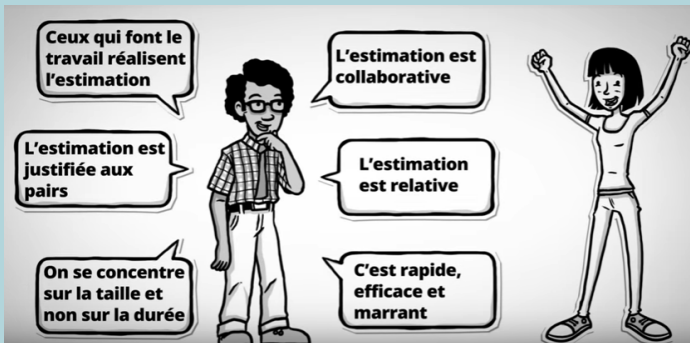 Ceux qui font le
travail réalisent
l'estimation
L'estimation est
justifiée aux
pairs
On se concentre
sur la taille et
non sur la durée
L'estimation est
collaborative
L'estimation
est relative
C'est rapide,
efficace et
marrant